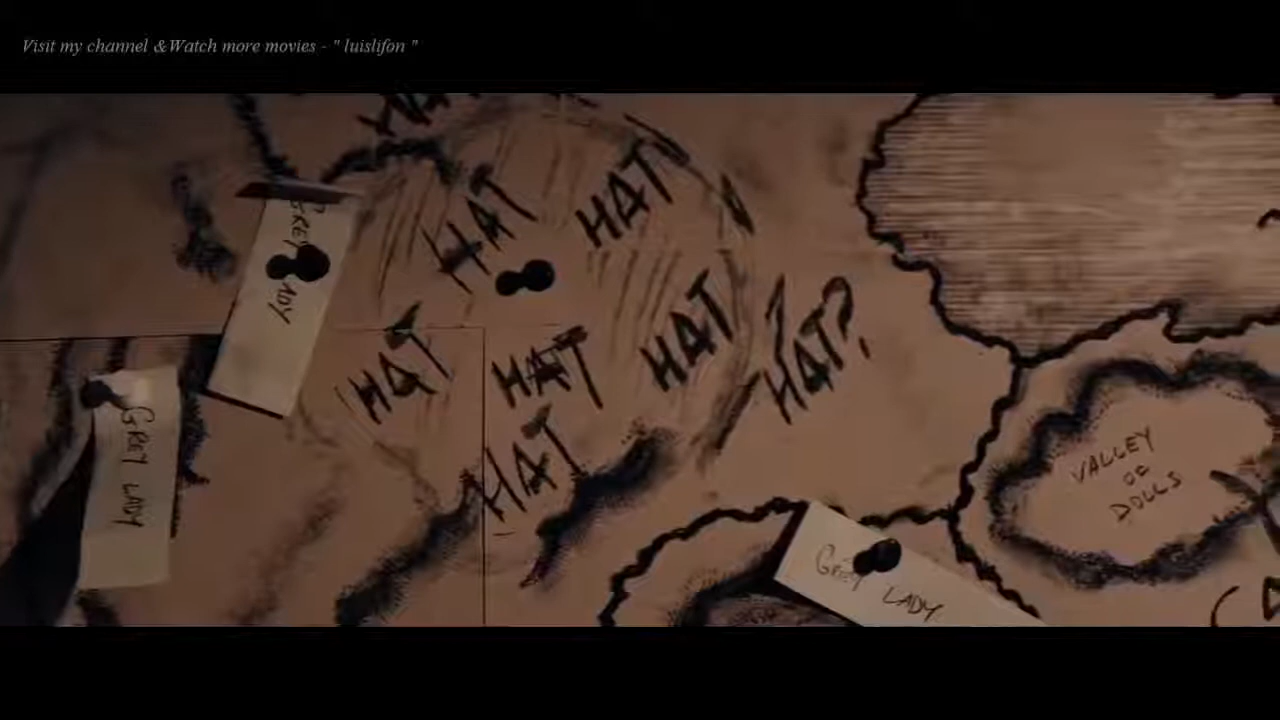 Visit my channel &Watch more movies - " luislifon "
HAT
HAT
GREY LADY
HAT
HAT
HAT
HAT?
HAT
GREY LADY
VALLEY
OF
DOLLS
GREY LADY